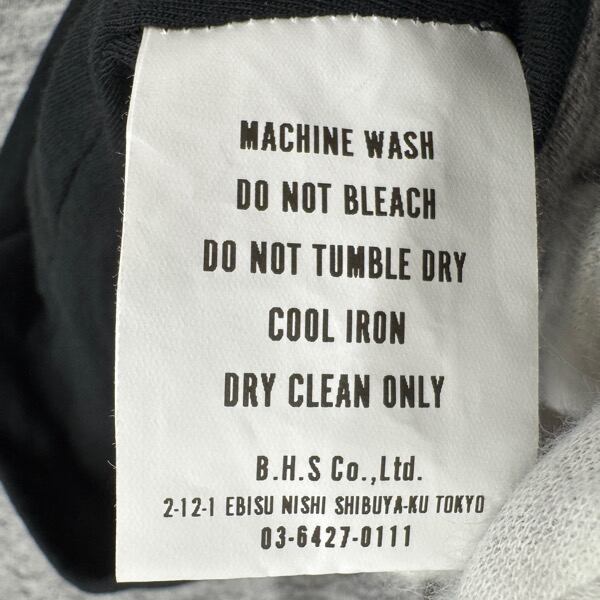 MACHINE WASH
DO NOT BLEACH
DO NOT TUMBLE DRY
COOL IRON
DRY CLEAN ONLY
B.H.S Co.,Ltd.
2-12-1 EBISU NISHI SHIBUYA-KU TOKYO
03-6427-0111